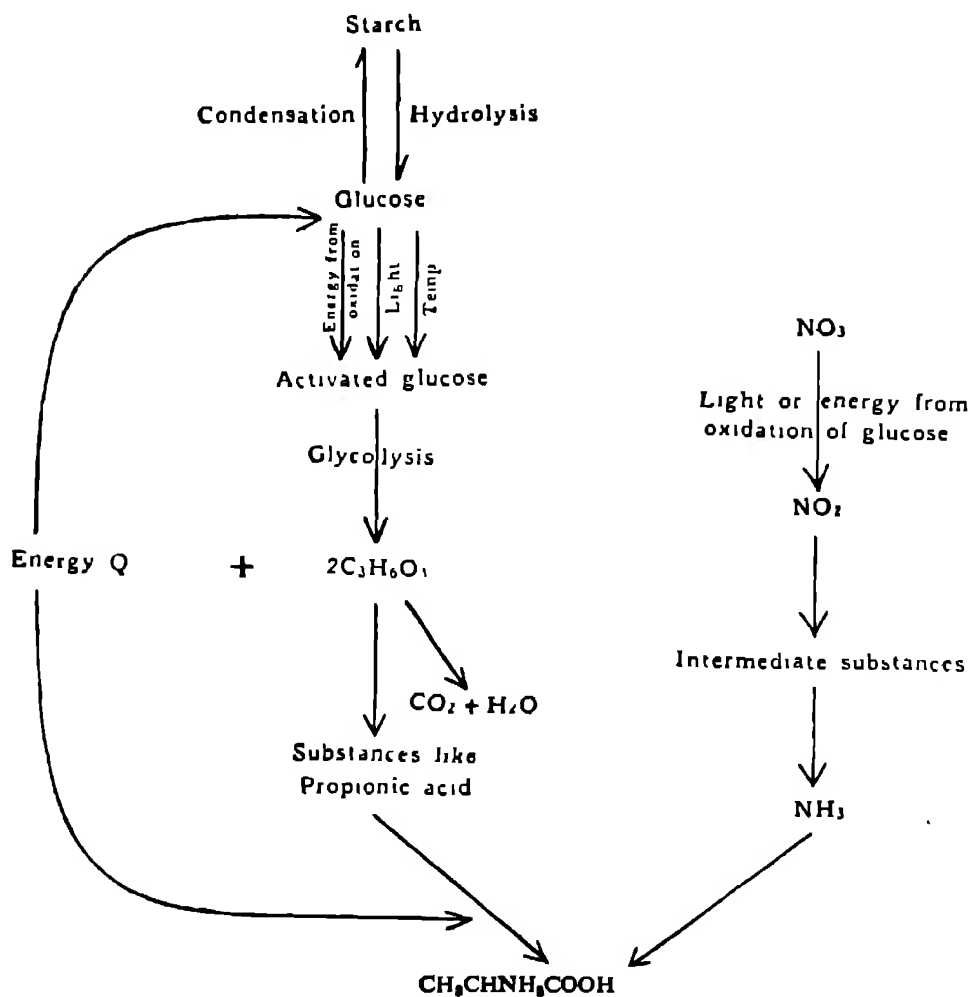 Starch
Condensation
Hydrolysis
Glucose
Energy from
oxidation
Light
Temp
Activated glucose
Glycolysis
Energy Q
+
2C₃H₆O₃
CO₂ + H₂O
Substances like
Propionic acid
NO₃
Light or energy from
oxidation of glucose
NO₂
Intermediate substances
NH₃
CH₃CHNH₂COOH